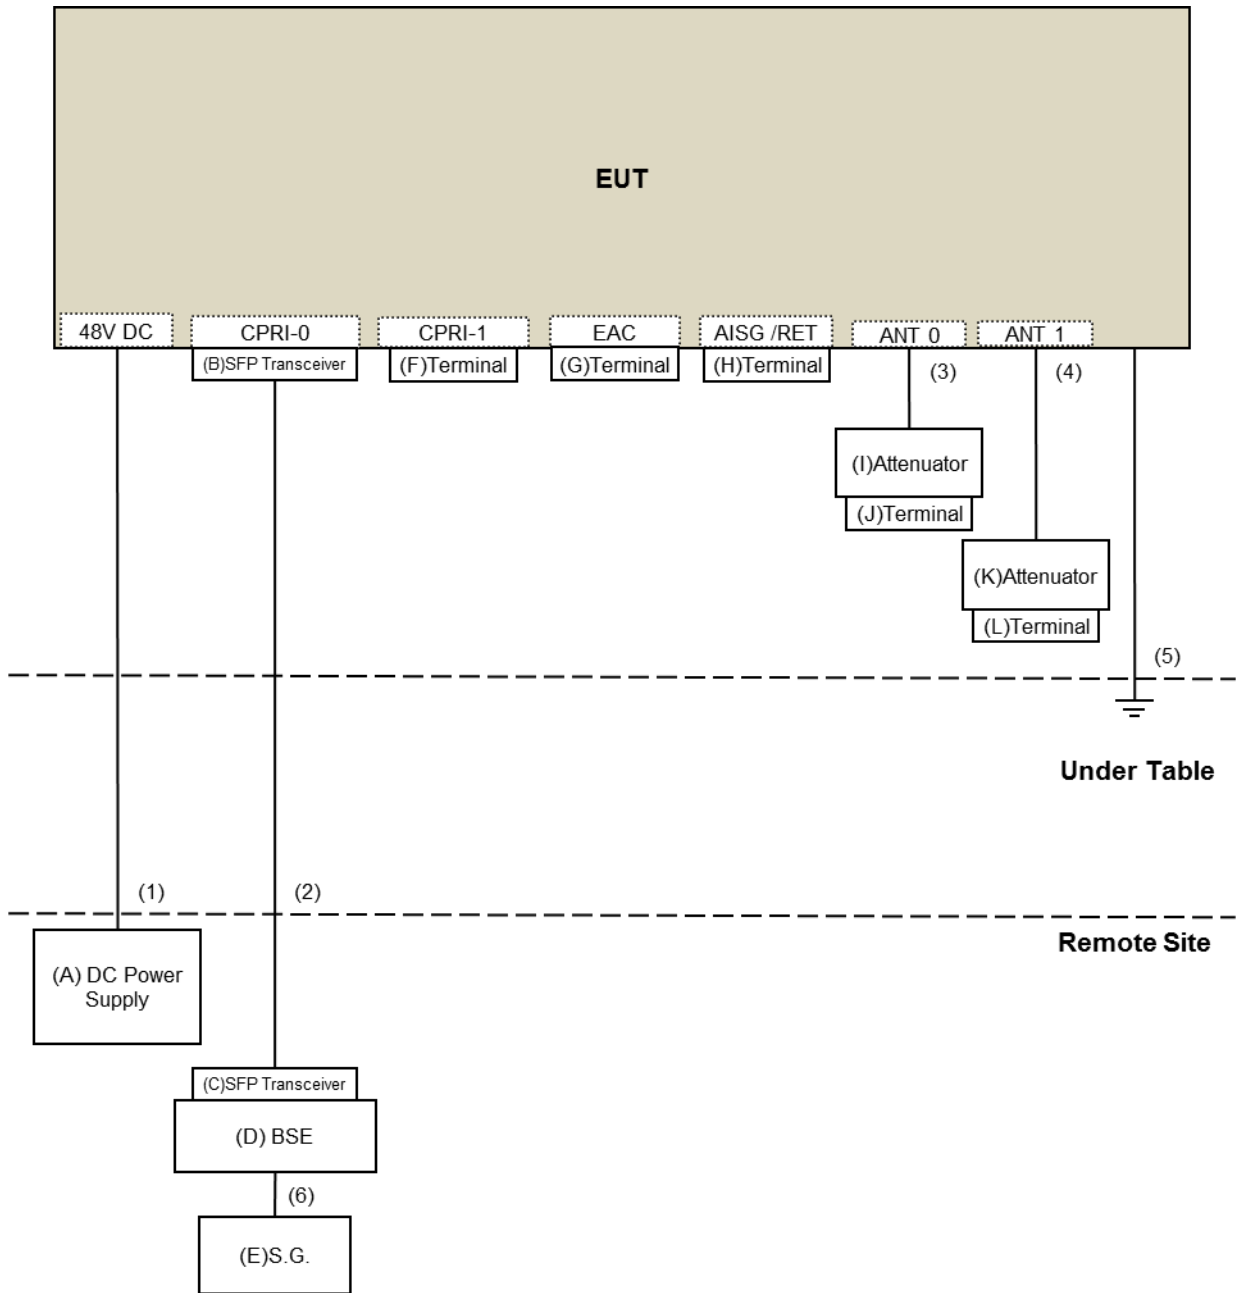 EUT
48V DC
CPRI-0
CPRI-1
EAC
AISG /RET
ANT 0
ANT 1
(B)SFP Transceiver
(F)Terminal
(G)Terminal
(H)Terminal
(3)
(4)
(I)Attenuator
(J)Terminal
(K)Attenuator
(L)Terminal
(5)
Under Table
(1)
(2)
Remote Site
(A) DC Power
Supply
(C)SFP Transceiver
(D) BSE
(6)
(E)S.G.